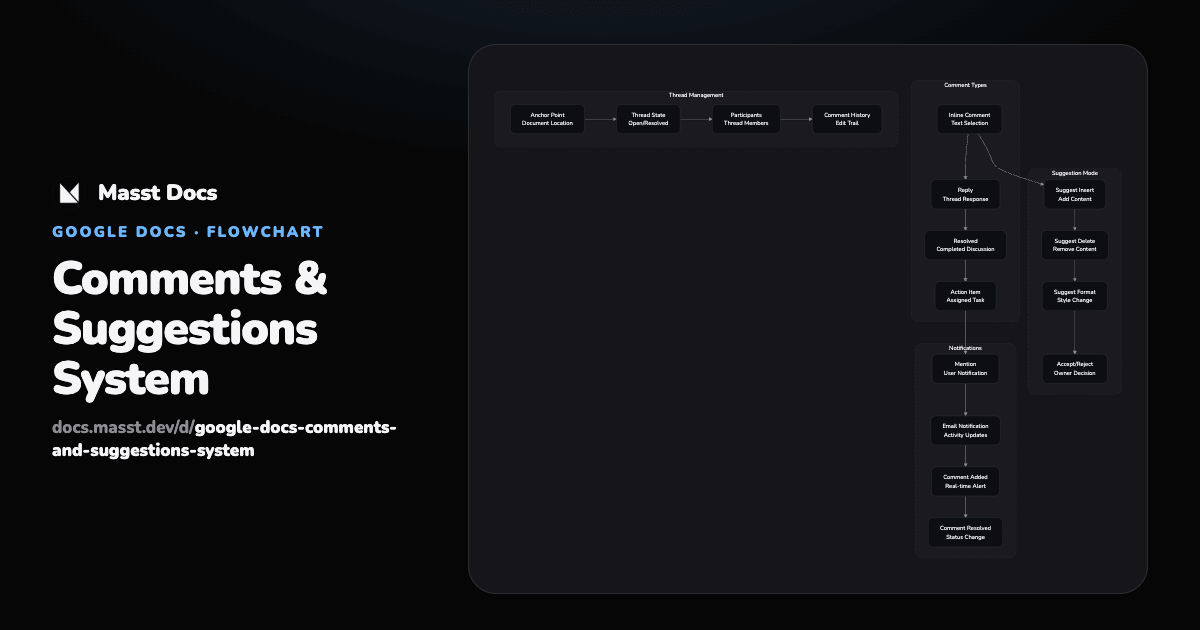 Masst Docs
GOOGLE DOCS · FLOWCHART
Comments &
Suggestions
System
docs.masst.dev/d/google-docs-comments-
and-suggestions-system
Thread Management
Anchor Point
Document Location
Thread State
Open/Resolved
Participants
Thread Members
Comment History
Edit Trail
Comment Types
Inline Comment
Text Selection
Reply
Thread Response
Resolved
Completed Discussion
Action Item
Assigned Task
Suggestion Mode
Suggest Insert
Add Content
Suggest Delete
Remove Content
Suggest Format
Style Change
Accept/Reject
Owner Decision
Notifications
Mention
User Notification
Email Notification
Activity Updates
Comment Added
Real-time Alert
Comment Resolved
Status Change